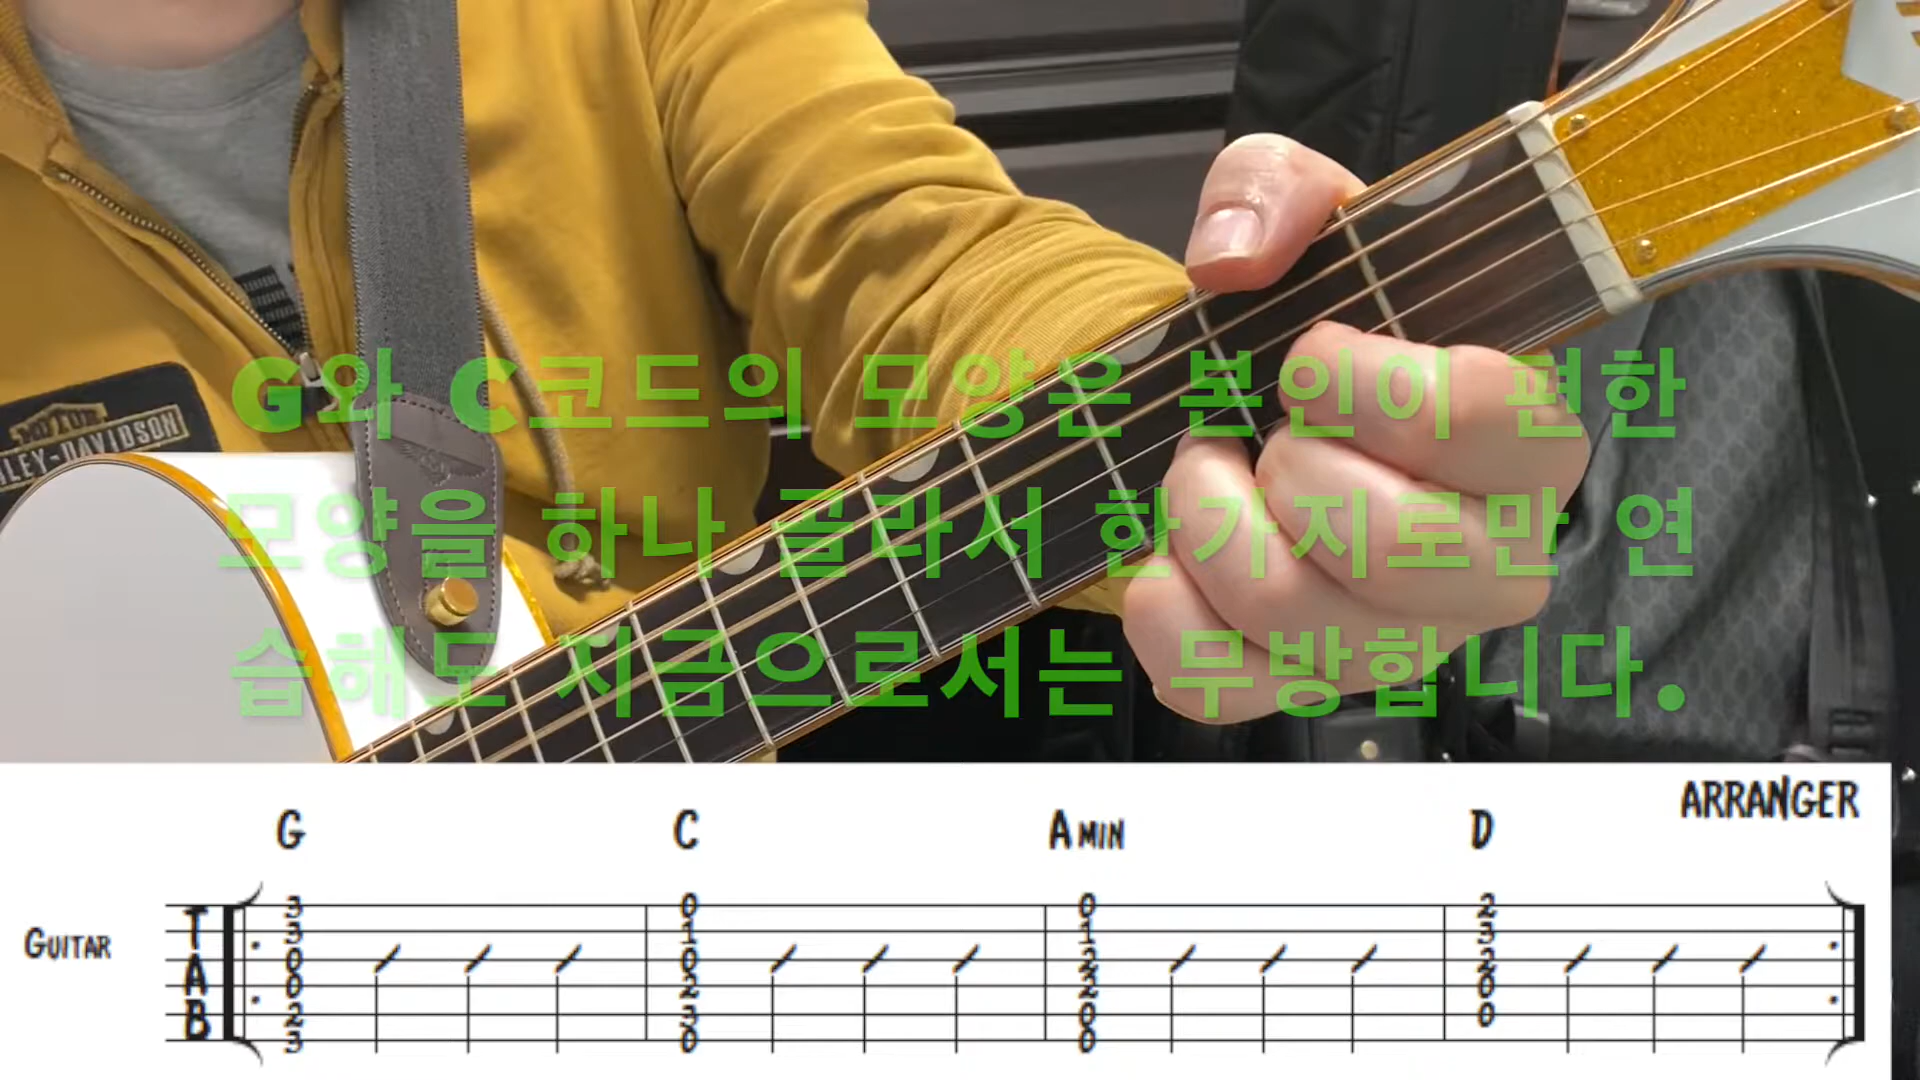 G와 C코드의 모양은 본인이 편한
모양을 하나 골라서 한가지로만 연
습해도 지금으로서는 무방합니다.
LEY-DAVIDSON
ARRANGER
G C A MIN D
GUITAR
T
A
B
3 0 0 2
3 1 1 3
0 0 2 2
0 2 2 0
2 3 0 0
3 0 0